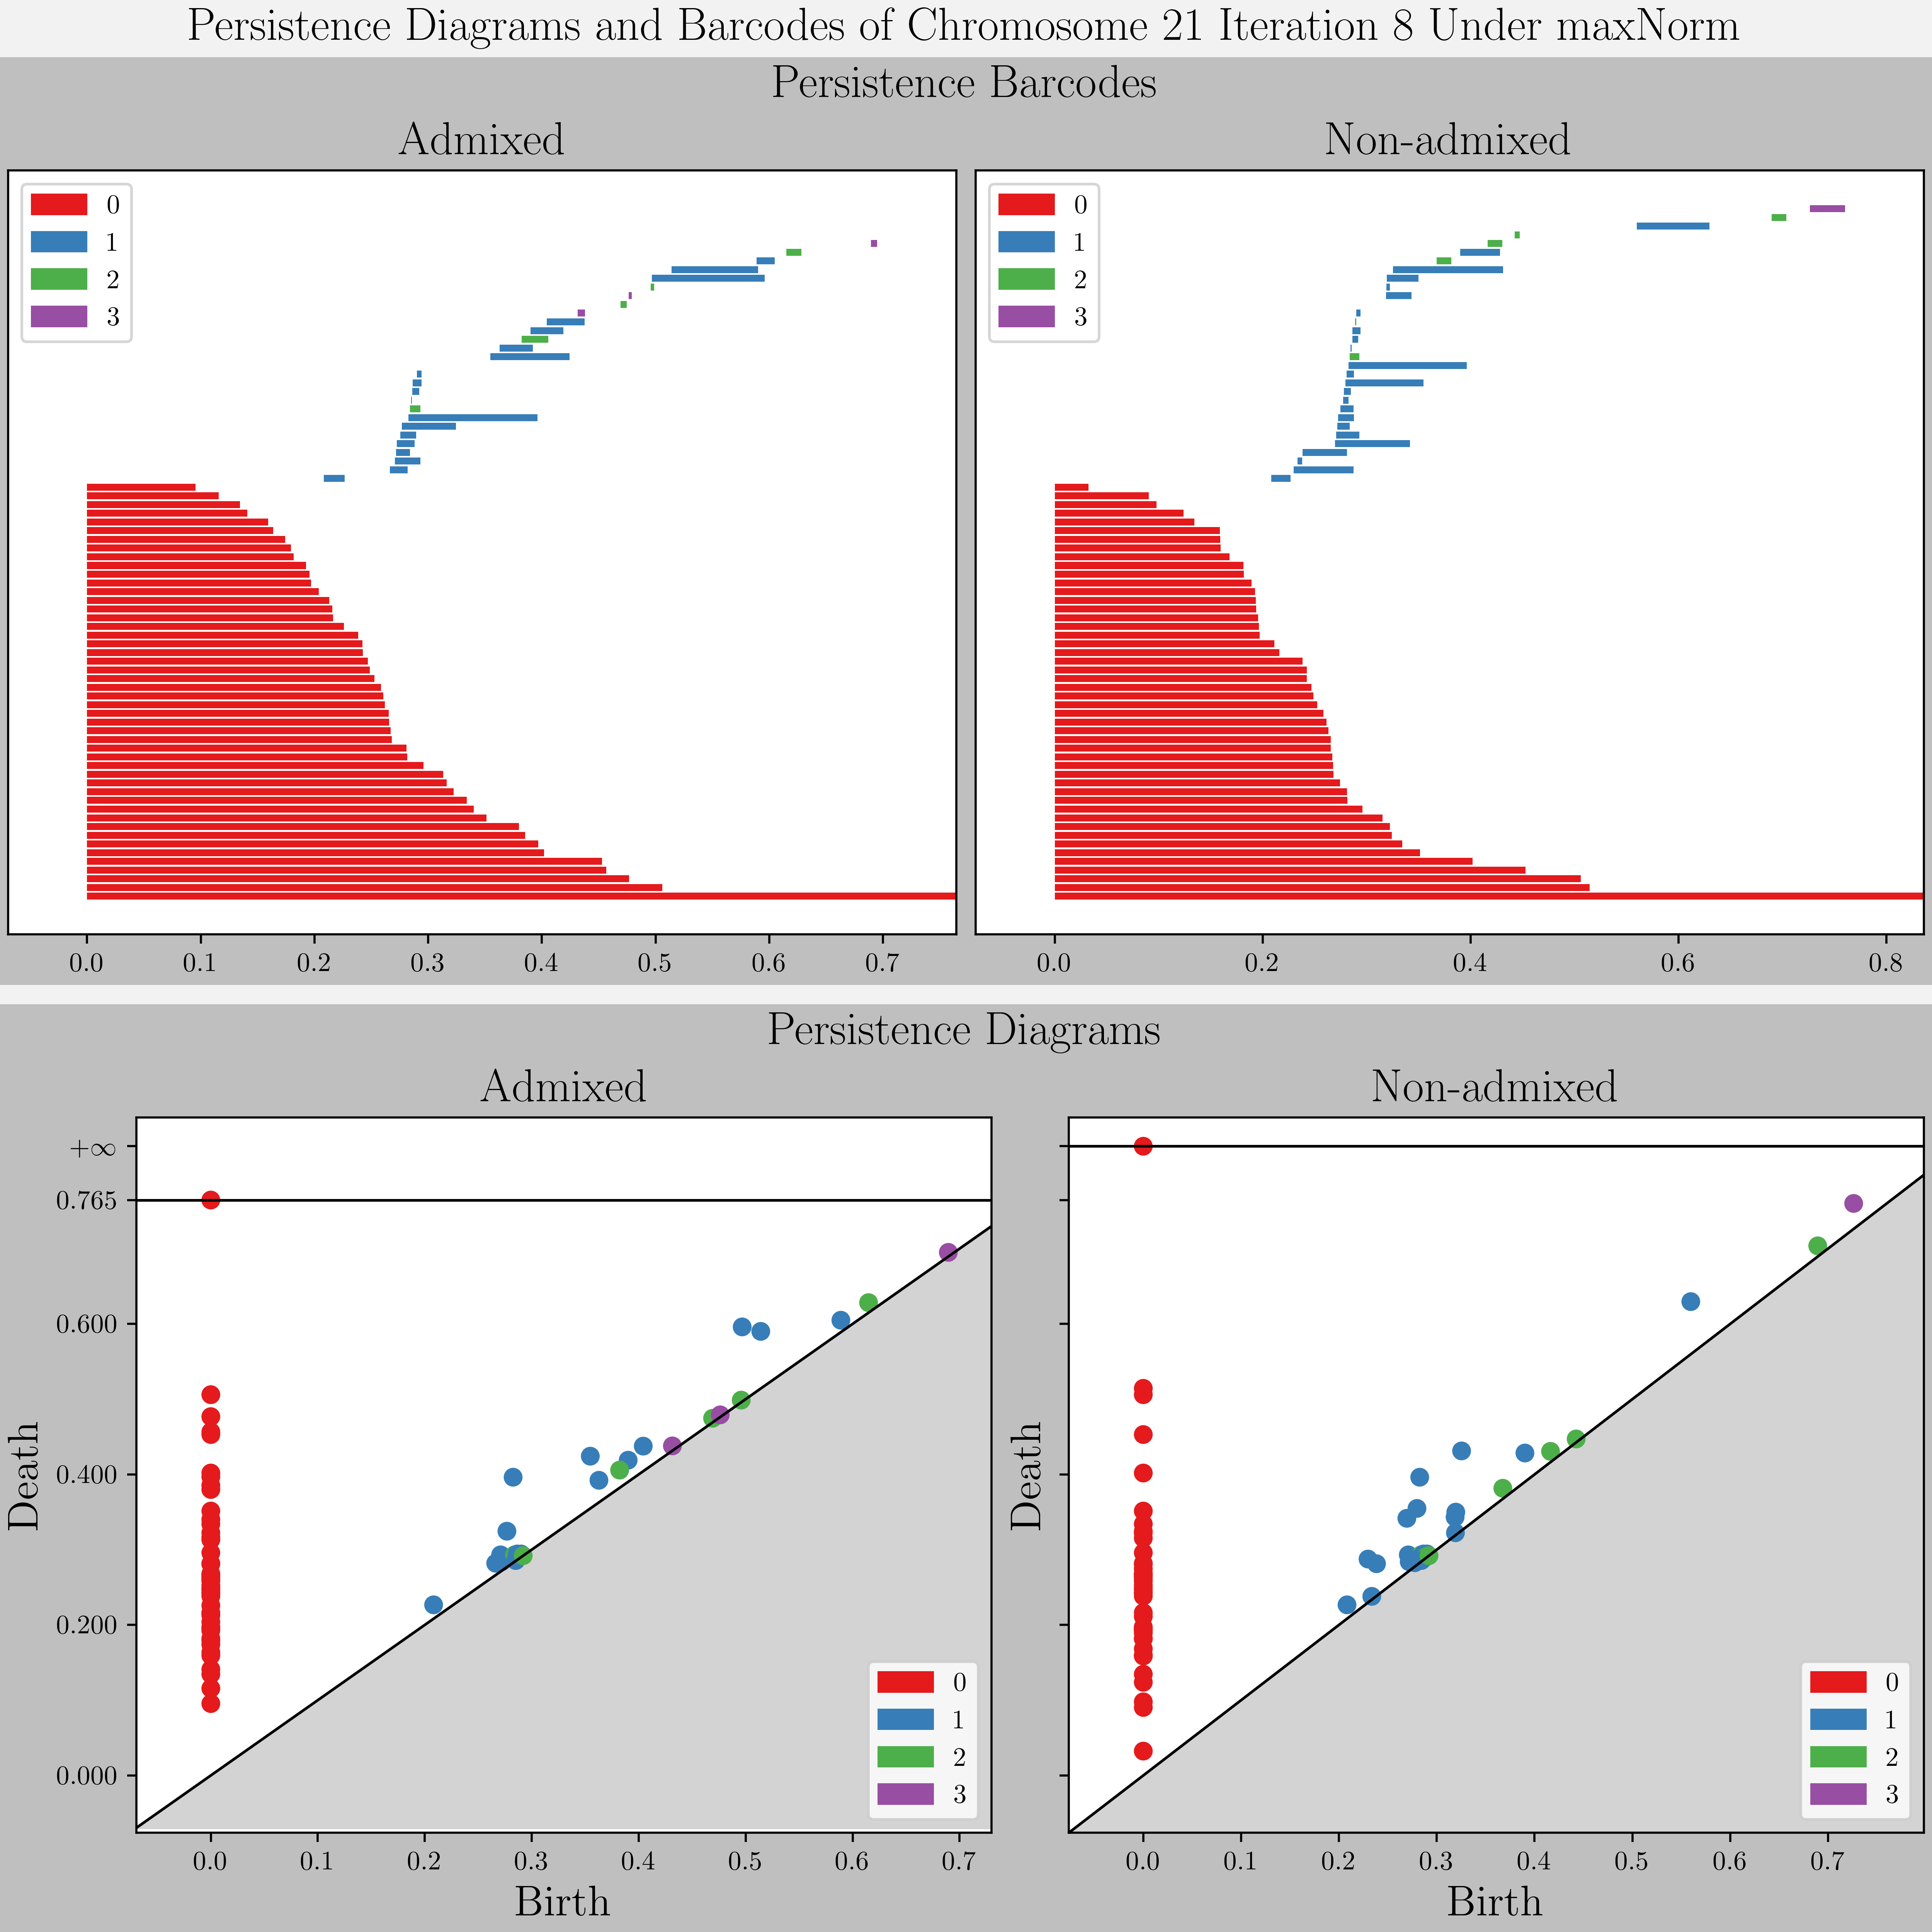 Persistence Diagrams and Barcodes of Chromosome 21 Iteration 8 Under maxNorm
Persistence Barcodes
Admixed
0
1
2
3
0.0 0.1 0.2 0.3 0.4 0.5 0.6 0.7
Non-admixed
0
1
2
3
0.0 0.2 0.4 0.6 0.8
Persistence Diagrams
Admixed
+∞
0.765
0.600
0.400
0.200
0.000
Death
0
1
2
3
0.0 0.1 0.2 0.3 0.4 0.5 0.6 0.7
Birth
Non-admixed
Death
0
1
2
3
0.0 0.1 0.2 0.3 0.4 0.5 0.6 0.7
Birth